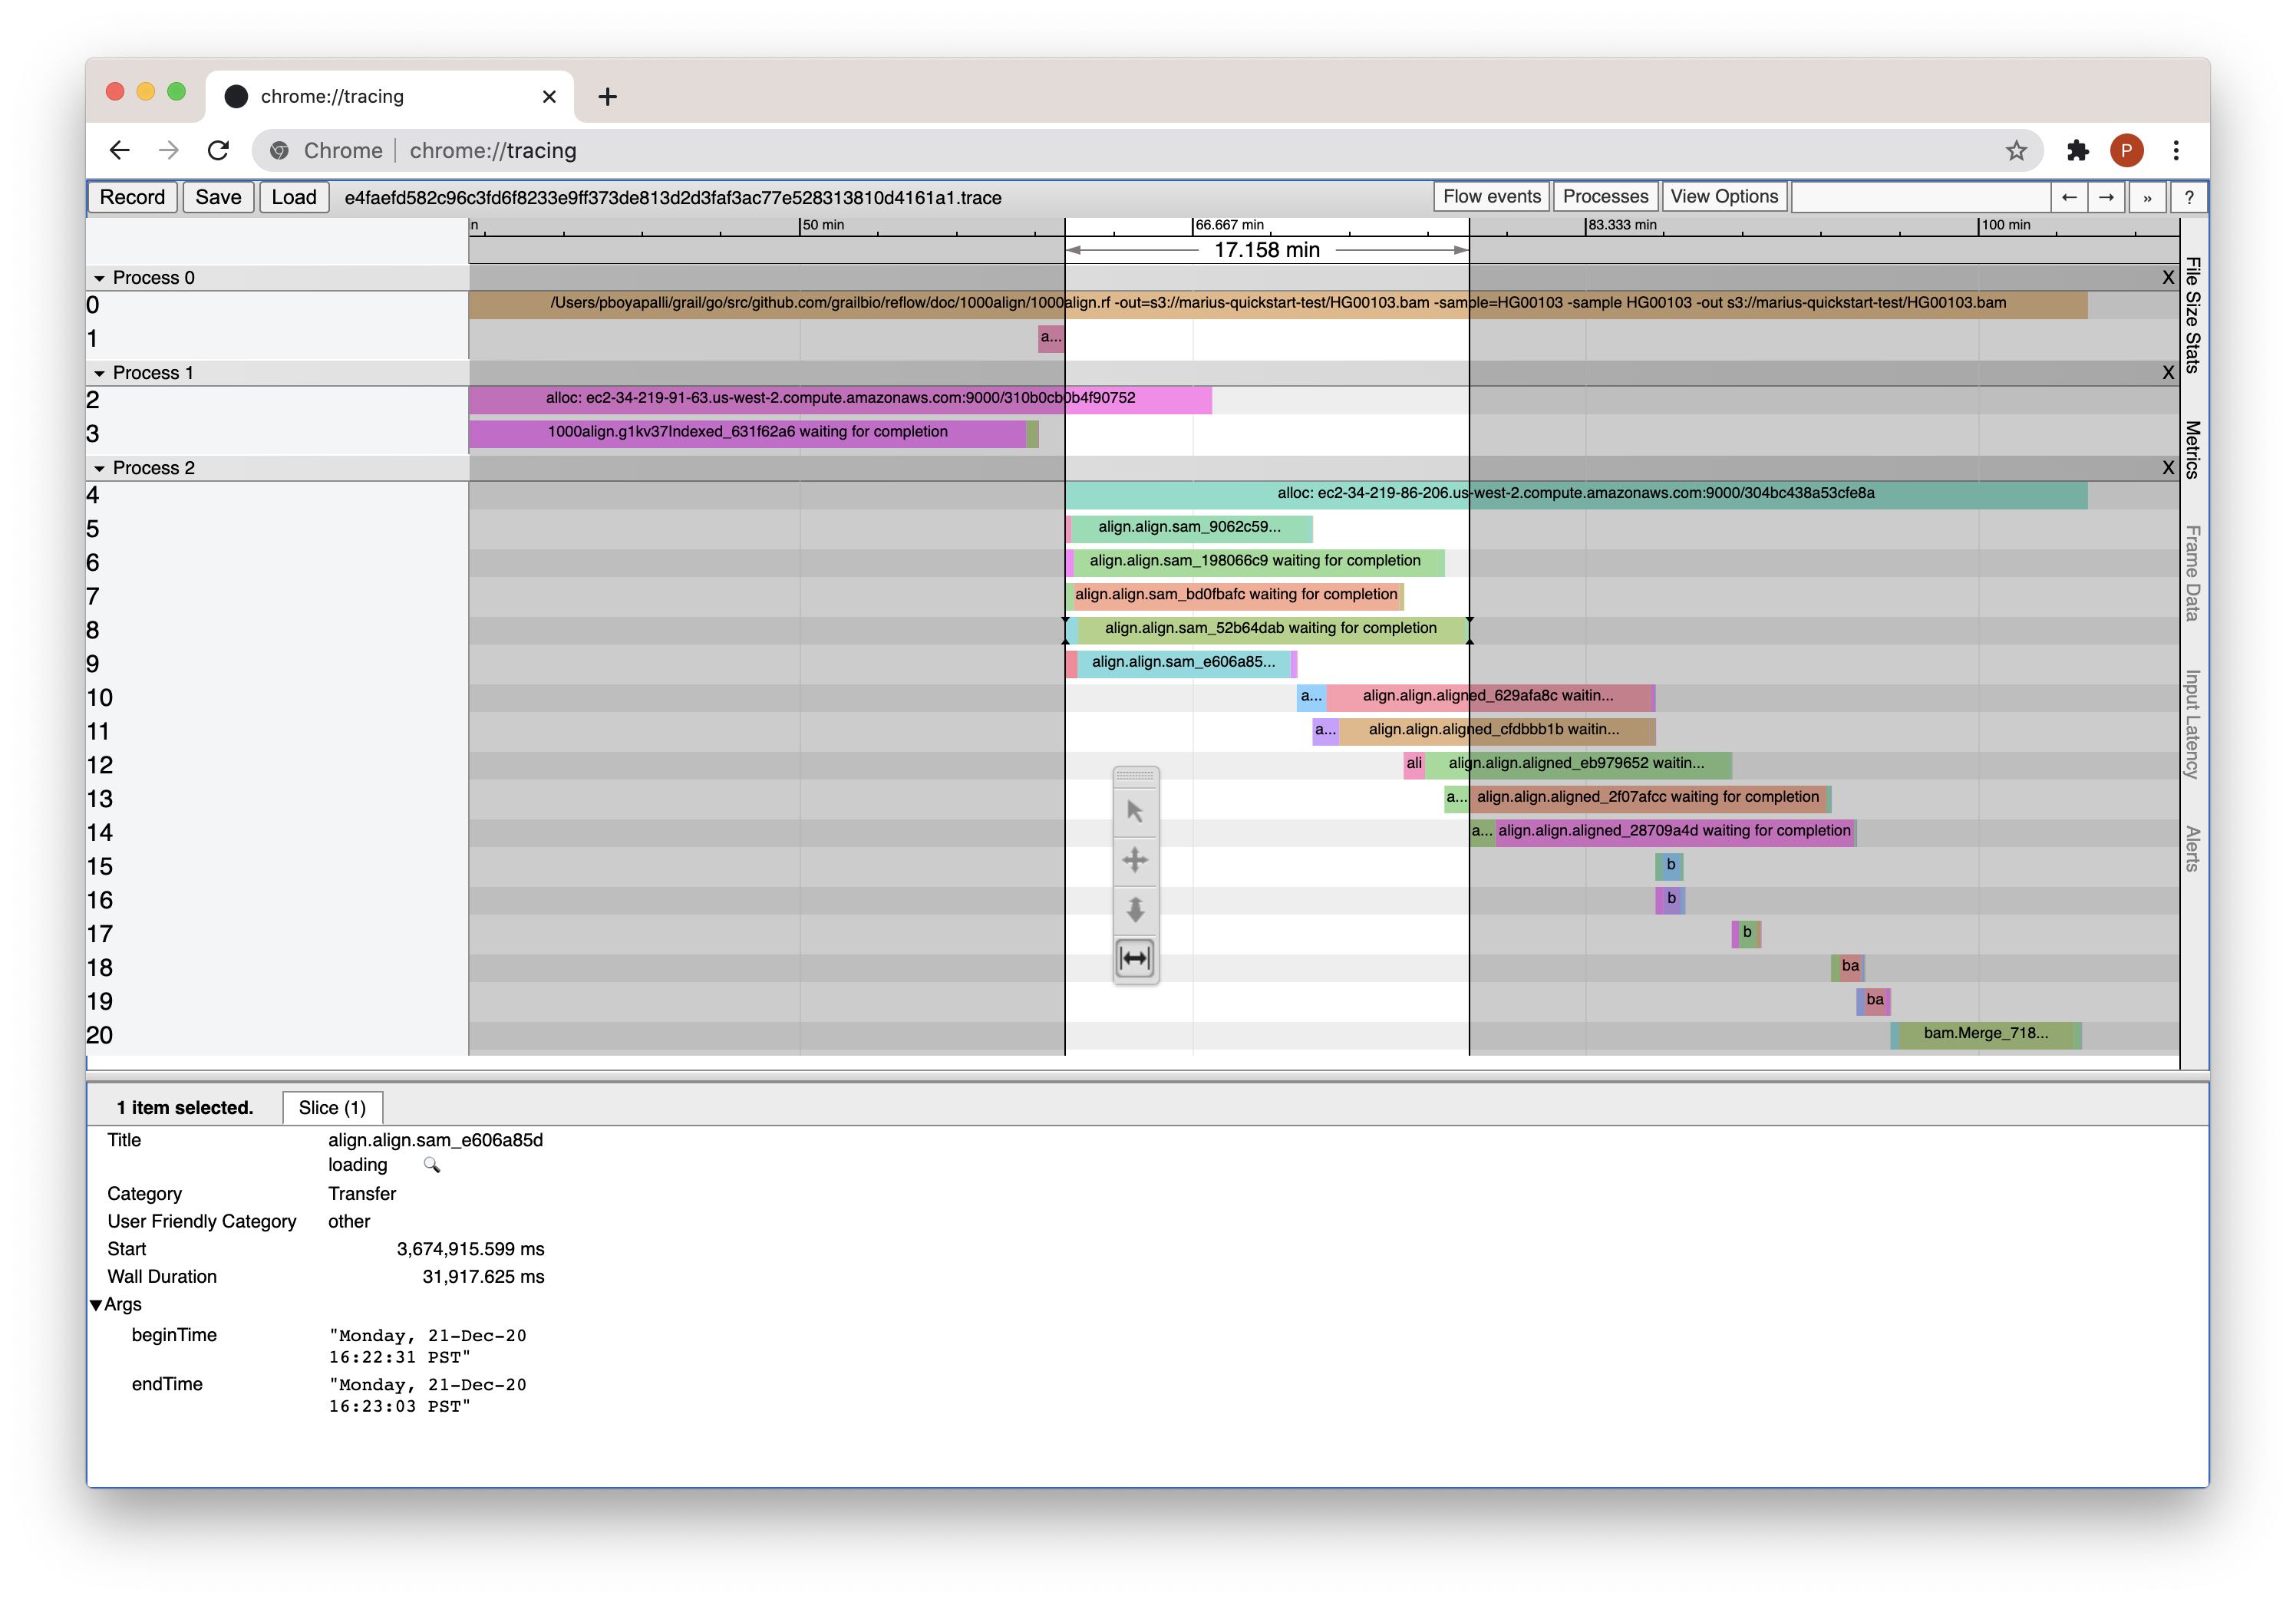 chrome://tracing
Chrome chrome://tracing
P
Record Save Load e4faefd582c96c3fd6f8233e9ff373de813d2d3faf3ac77e528313810d4161a1.trace Flow events Processes View Options ← → » ?
n 50 min 66.667 min 83.333 min 100 min
17.158 min
Process 0 X
0 /Users/pboyapalli/grail/go/src/github.com/grailbio/reflow/doc/1000align/1000align.rf -out=s3://marius-quickstart-test/HG00103.bam -sample=HG00103 -sample HG00103 -out s3://marius-quickstart-test/HG00103.bam
1 a...
Process 1 X
2 alloc: ec2-34-219-91-63.us-west-2.compute.amazonaws.com:9000/310b0cb0b4f90752
3 1000align.g1kv37Indexed_631f62a6 waiting for completion
Process 2 X
4 alloc: ec2-34-219-86-206.us-west-2.compute.amazonaws.com:9000/304bc438a53cfe8a
5 align.align.sam_9062c59...
6 align.align.sam_198066c9 waiting for completion
7 align.align.sam_bd0fbafc waiting for completion
8 align.align.sam_52b64dab waiting for completion
9 align.align.sam_e606a85...
10 a... align.align.aligned_629afa8c waitin...
11 a... align.align.aligned_cfdbbb1b waitin...
12 ali align.align.aligned_eb979652 waitin...
13 a... align.align.aligned_2f07afcc waiting for completion
14 a... align.align.aligned_28709a4d waiting for completion
15 b
16 b
17 b
18 ba
19 ba
20 bam.Merge_718...
File Size Stats
Metrics
Frame Data
Input Latency
Alerts
1 item selected. Slice (1)
Title align.align.sam_e606a85d
loading
Category Transfer
User Friendly Category other
Start 3,674,915.599 ms
Wall Duration 31,917.625 ms
▼Args
beginTime "Monday, 21-Dec-20
16:22:31 PST"
endTime "Monday, 21-Dec-20
16:23:03 PST"